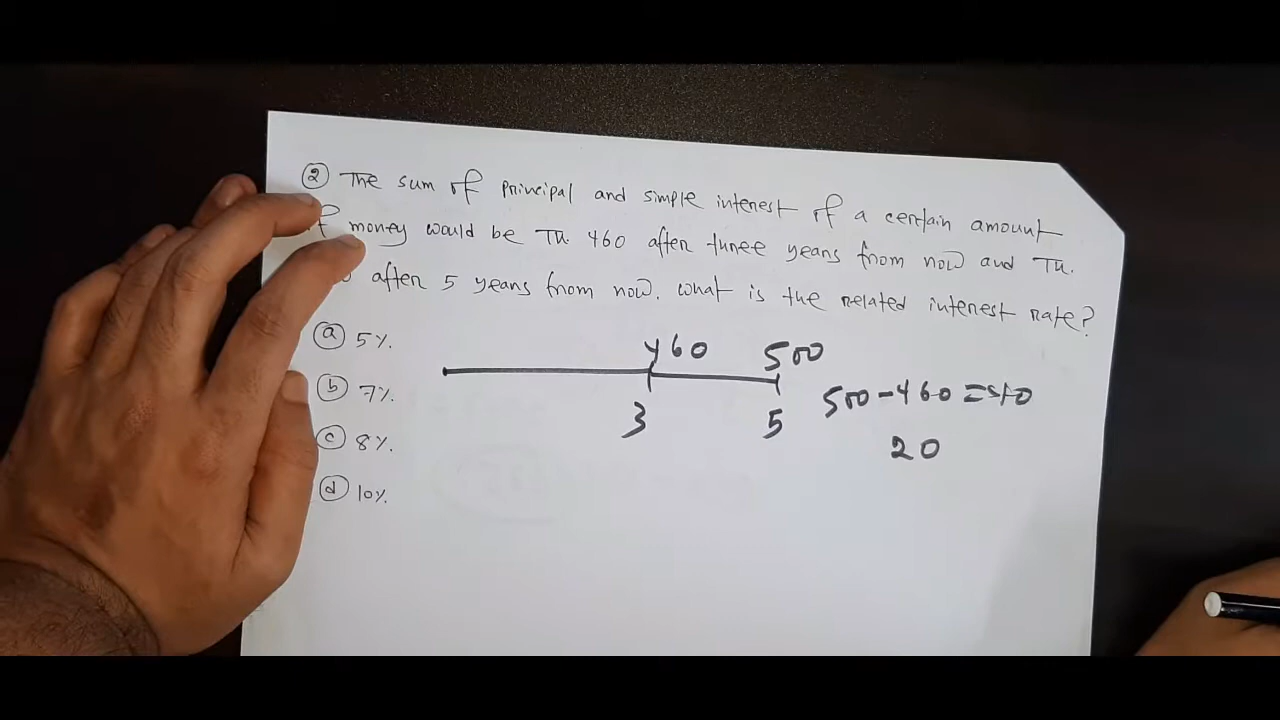 ② The sum of principal and simple interest of a certain amount
of money would be Tk. 460 after three years from now and Tk.
after 5 years from now. What is the related interest rate?
ⓐ 5%.
ⓑ 7%.
ⓒ 8%.
ⓓ 10%.
460 500
3 5
500-460=40
20